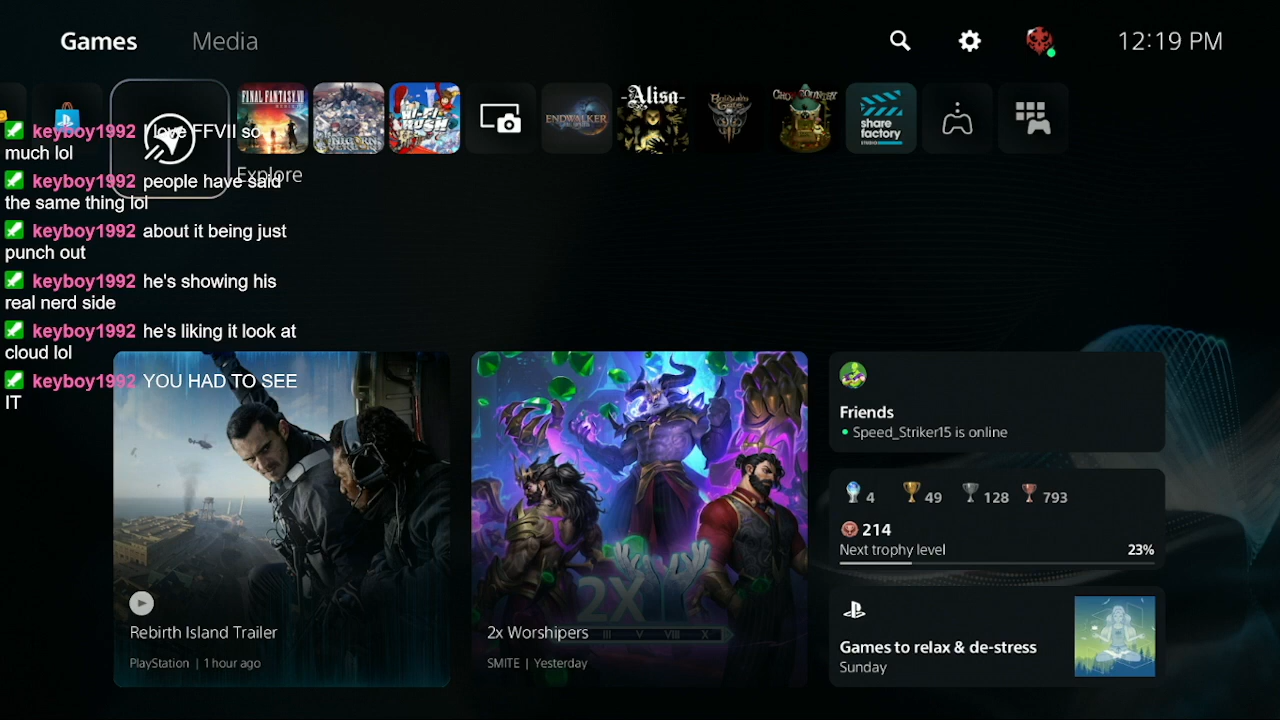 Games
Media
12:19 PM
FINAL FANTASY VII
HI-FI
RUSH
ENDWALKER
-Alisa-
share
factory
STUDIO
Explore
keyboy1992 I love FFVII so
much lol
keyboy1992 people have said
the same thing lol
keyboy1992 about it being just
punch out
keyboy1992 he's showing his
real nerd side
keyboy1992 he's liking it look at
cloud lol
keyboy1992 YOU HAD TO SEE
IT
Rebirth Island Trailer
PlayStation | 1 hour ago
2X
2x Worshipers
III V VIII X
SMITE | Yesterday
Friends
Speed_Striker15 is online
4 49 128 793
214
Next trophy level 23%
Games to relax & de-stress
Sunday